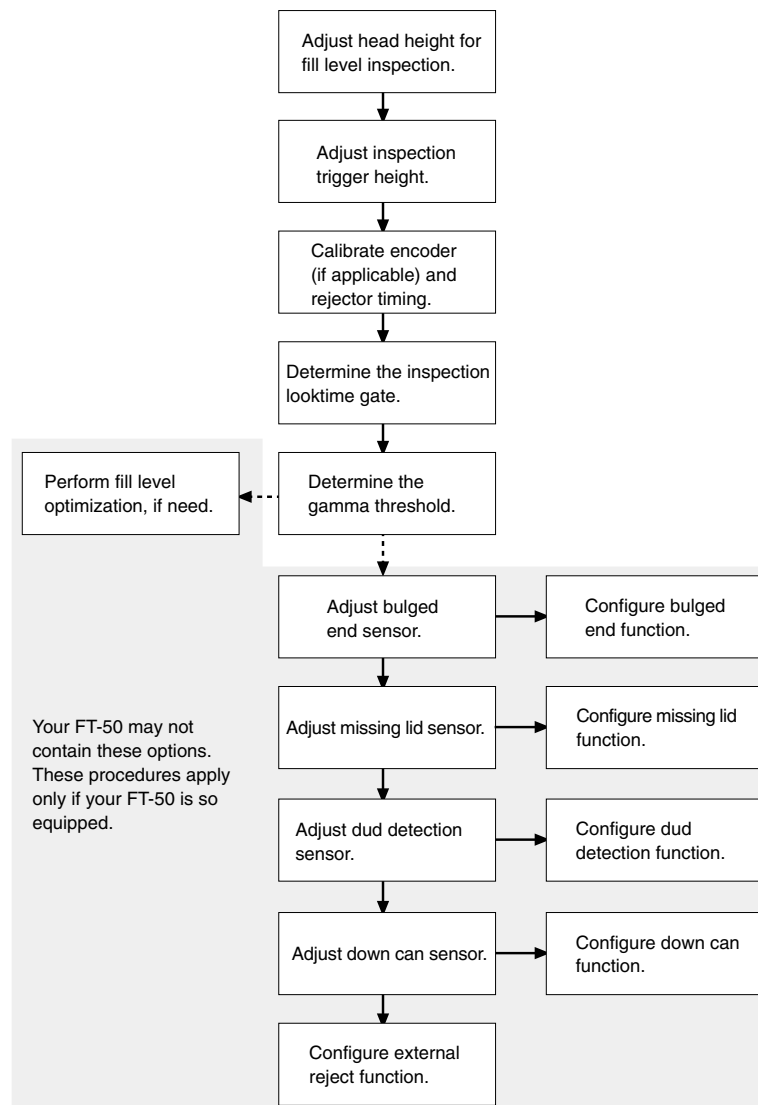 Adjust head height for
fill level inspection.
Adjust inspection
trigger height.
Calibrate encoder
(if applicable) and
rejector timing.
Determine the inspection
looktime gate.
Perform fill level
optimization, if need.
Determine the
gamma threshold.
Adjust bulged
end sensor.
Configure bulged
end function.
Your FT-50 may not
contain these options.
These procedures apply
only if your FT-50 is so
equipped.
Adjust missing lid sensor.
Configure missing lid
function.
Adjust dud detection
sensor.
Configure dud
detection function.
Adjust down can sensor.
Configure down can
function.
Configure external
reject function.